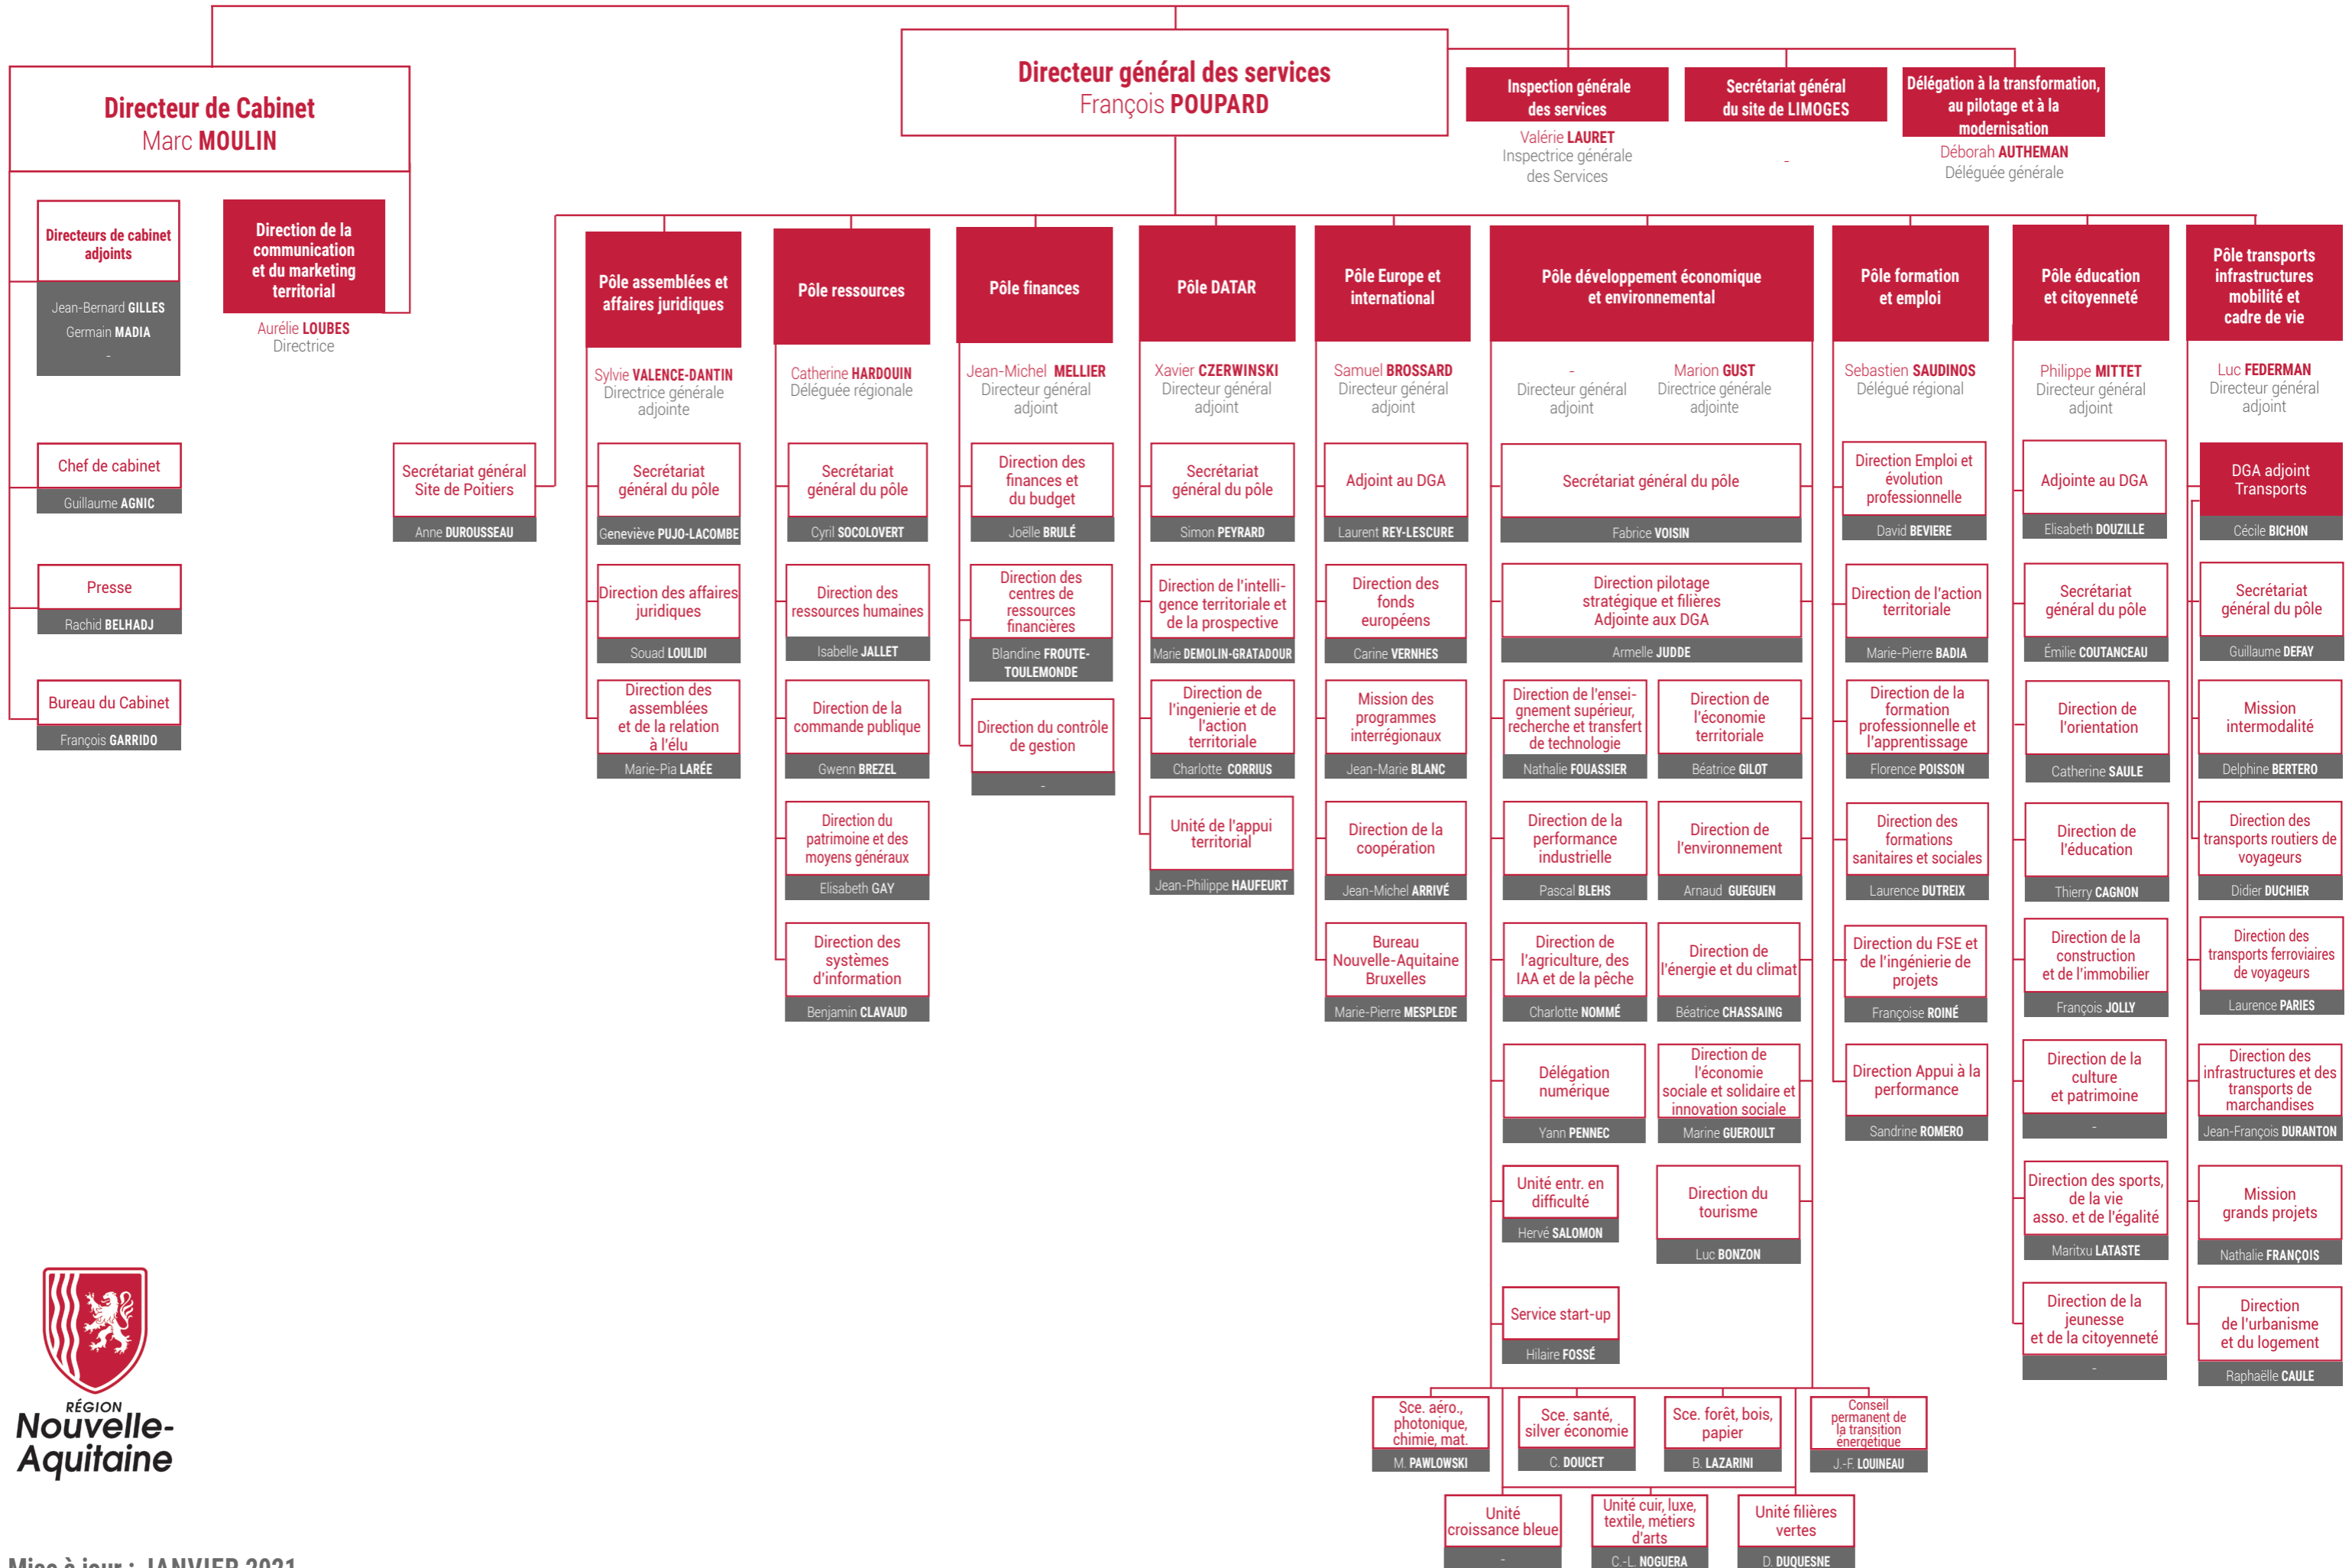 Directeur de Cabinet
Marc MOULIN
Directeur général des services
François POUPARD
Inspection générale
des services
Valérie LAURET
Inspectrice générale
des Services
Secrétariat général
du site de LIMOGES
-
Délégation à la transformation,
au pilotage et à la
modernisation
Déborah AUTHEMAN
Déléguée générale
Directeurs de cabinet
adjoints
Jean-Bernard GILLES
Germain MADIA
-
Direction de la
communication
et du marketing
territorial
Aurélie LOUBES
Directrice
Chef de cabinet
Guillaume AGNIC
Presse
Rachid BELHADJ
Bureau du Cabinet
François GARRIDO
Secrétariat général
Site de Poitiers
Anne DUROUSSEAU
Pôle assemblées et
affaires juridiques
Sylvie VALENCE-DANTIN
Directrice générale
adjointe
Secrétariat
général du pôle
Geneviève PUJO-LACOMBE
Direction des affaires
juridiques
Souad LOULIDI
Direction des
assemblées
et de la relation
à l'élu
Marie-Pia LARÉE
Pôle ressources
Catherine HARDOUIN
Déléguée régionale
Secrétariat
général du pôle
Cyril SOCOLOVERT
Direction des
ressources humaines
Isabelle JALLET
Direction de la
commande publique
Gwenn BREZEL
Direction du
patrimoine et des
moyens généraux
Elisabeth GAY
Direction des
systèmes
d'information
Benjamin CLAVAUD
Pôle finances
Jean-Michel MELLIER
Directeur général
adjoint
Direction des
finances et
du budget
Joëlle BRULÉ
Direction des
centres de
ressources
financières
Blandine FROUTE-
TOULEMONDE
Direction du contrôle
de gestion
-
Pôle DATAR
Xavier CZERWINSKI
Directeur général
adjoint
Secrétariat
général du pôle
Simon PEYRARD
Direction de l'intelli-
gence territoriale et
de la prospective
Marie DEMOLIN-GRATADOUR
Direction de
l'ingenierie et de
l'action
territoriale
Charlotte CORRIUS
Unité de l'appui
territorial
Jean-Philippe HAUFEURT
Pôle Europe et
international
Samuel BROSSARD
Directeur général
adjoint
Adjoint au DGA
Laurent REY-LESCURE
Direction des
fonds
européens
Carine VERNHES
Mission des
programmes
interrégionaux
Jean-Marie BLANC
Direction de la
coopération
Jean-Michel ARRIVÉ
Bureau
Nouvelle-Aquitaine
Bruxelles
Marie-Pierre MESPLEDE
Pôle développement économique
et environnemental
-
Directeur général
adjoint
Marion GUST
Directrice générale
adjointe
Secrétariat général du pôle
Fabrice VOISIN
Direction pilotage
stratégique et filières
Adjointe aux DGA
Armelle JUDDE
Direction de l'ensei-
gnement supérieur,
recherche et transfert
de technologie
Nathalie FOUASSIER
Direction de
l'économie
territoriale
Béatrice GILOT
Direction de la
performance
industrielle
Pascal BLEHS
Direction de
l'environnement
Arnaud GUEGUEN
Direction de
l'agriculture, des
IAA et de la pêche
Charlotte NOMMÉ
Direction de
l'énergie et du climat
Béatrice CHASSAING
Délégation
numérique
Yann PENNEC
Direction de
l'économie
sociale et solidaire et
innovation sociale
Marine GUEROULT
Unité entr. en
difficulté
Hervé SALOMON
Direction du
tourisme
Luc BONZON
Service start-up
Hilaire FOSSÉ
Sce. aéro.,
photonique,
chimie, mat.
M. PAWLOWSKI
Sce. santé,
silver économie
C. DOUCET
Sce. forêt, bois,
papier
B. LAZARINI
Conseil
permanent de
la transition
énergétique
J.-F. LOUINEAU
Unité
croissance bleue
-
Unité cuir, luxe,
textile, métiers
d'arts
C.-L. NOGUERA
Unité filières
vertes
D. DUQUESNE
Pôle formation
et emploi
Sebastien SAUDINOS
Délégué régional
Direction Emploi et
évolution
professionnelle
David BEVIERE
Direction de l'action
territoriale
Marie-Pierre BADIA
Direction de la
formation
professionnelle et
l'apprentissage
Florence POISSON
Direction des
formations
sanitaires et sociales
Laurence DUTREIX
Direction du FSE et
de l'ingénierie de
projets
Françoise ROINÉ
Direction Appui à la
performance
Sandrine ROMERO
Pôle éducation
et citoyenneté
Philippe MITTET
Directeur général
adjoint
Adjointe au DGA
Elisabeth DOUZILLE
Secrétariat
général du pôle
Émilie COUTANCEAU
Direction de
l'orientation
Catherine SAULE
Direction de
l'éducation
Thierry CAGNON
Direction de la
construction
et de l'immobilier
François JOLLY
Direction de la
culture
et patrimoine
-
Direction des sports,
de la vie
asso. et de l'égalité
Maritxu LATASTE
Direction de la
jeunesse
et de la citoyenneté
-
Pôle transports
infrastructures
mobilité et
cadre de vie
Luc FEDERMAN
Directeur général
adjoint
DGA adjoint
Transports
Cécile BICHON
Secrétariat
général du pôle
Guillaume DEFAY
Mission
intermodalité
Delphine BERTERO
Direction des
transports routiers de
voyageurs
Didier DUCHIER
Direction des
transports ferroviaires
de voyageurs
Laurence PARIES
Direction des
infrastructures et des
transports de
marchandises
Jean-François DURANTON
Mission
grands projets
Nathalie FRANÇOIS
Direction
de l'urbanisme
et du logement
Raphaëlle CAULE
RÉGION
Nouvelle-
Aquitaine
Mise à jour : JANVIER 2021